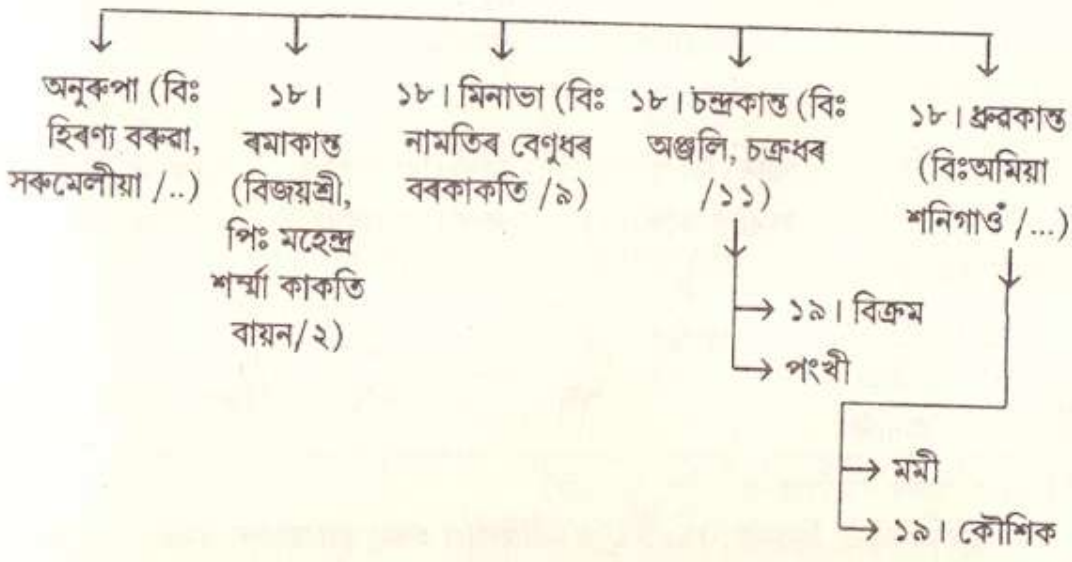 অনুৰূপা (বিঃ
হিৰণ্য বৰুৱা,
সৰুমেলীয়া /..)
১৮।
ৰমাকান্ত
(বিজয়শ্ৰী,
পিঃ মহেন্দ্ৰ
শৰ্ম্মা কাকতি
বায়ন/২)
১৮। মিনাভা (বিঃ
নামতিৰ বেণুধৰ
বৰকাকতি /৯)
১৮। চন্দ্ৰকান্ত (বিঃ
অঞ্জলি, চক্ৰধৰ
/১১)
১৯। বিক্ৰম
পংখী
১৮। ধ্ৰুৱকান্ত
(বিঃঅমিয়া
শনিগাওঁ /...)
মমী
১৯। কৌশিক